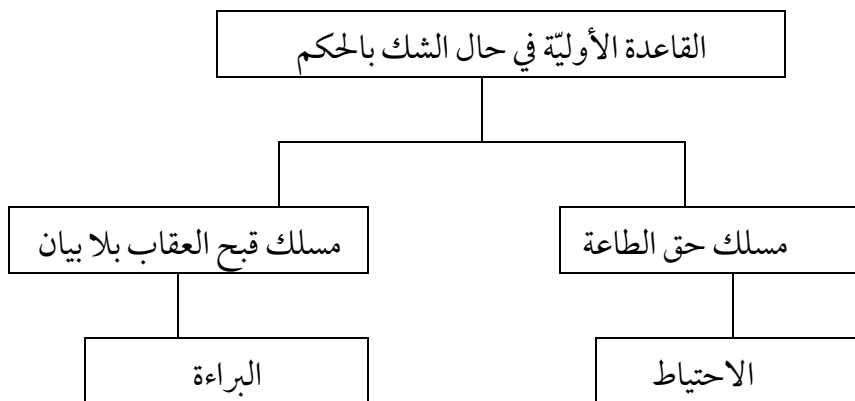 القاعدة الأوليّة في حال الشك بالحكم
مسلك حق الطاعة
مسلك قبح العقاب بلا بيان
الاحتياط
البراءة